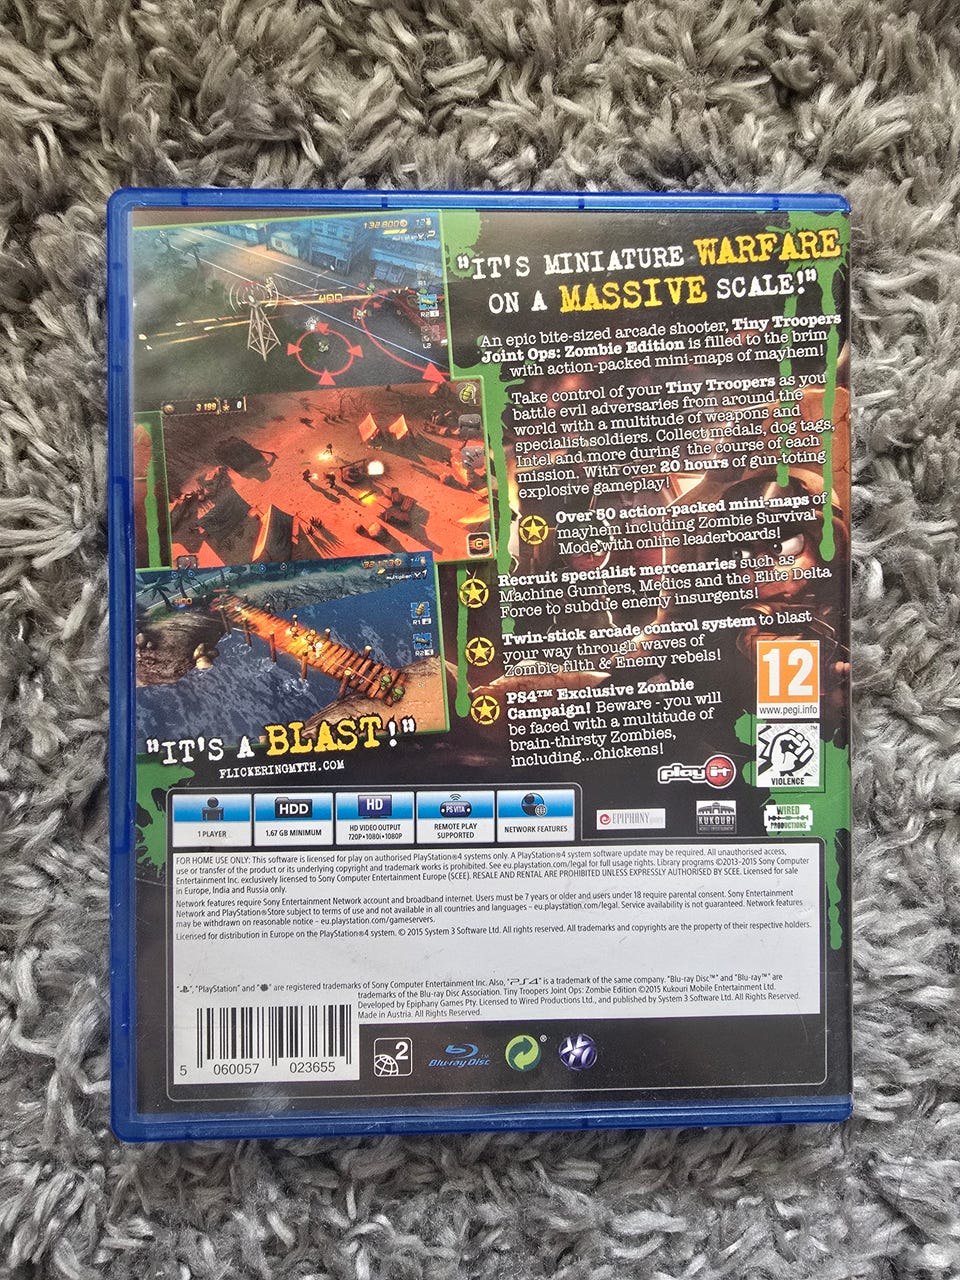 "IT'S MINIATURE WARFARE
ON A MASSIVE SCALE!"
An epic bite-sized arcade shooter, Tiny Troopers
Joint Ops: Zombie Edition is filled to the brim
with action-packed mini-maps of mayhem!
Take control of your Tiny Troopers as you
battle evil adversaries from around the
world with a multitude of weapons and
specialist soldiers. Collect medals, dog tags,
Intel and more during the course of each
mission. With over 20 hours of gun-toting
explosive gameplay!
Over 50 action-packed mini-maps of
mayhem including Zombie Survival
Mode with online leaderboards!
Recruit specialist mercenaries such as
Machine Gunners, Medics and the Elite Delta
Force to subdue enemy insurgents!
Twin-stick arcade control system to blast
your way through waves of
Zombie filth & Enemy rebels!
PS4™ Exclusive Zombie
Campaign! Beware - you will
be faced with a multitude of
brain-thirsty Zombies,
including...chickens!
132800
400
R1
R2
L2
3 199 0
400
R1
R2
"IT'S A BLAST!"
FLICKERINGMYTH.COM
12
www.pegi.info
VIOLENCE
play it
1 PLAYER
HDD
1.67 GB MINIMUM
HD
HD VIDEO OUTPUT
720P•1080i•1080P
PS VITA
REMOTE PLAY
SUPPORTED
NETWORK FEATURES
EPIPHANY
KUKOURI
MOBILE ENTERTAINMENT
WIRED
PRODUCTIONS
FOR HOME USE ONLY: This software is licensed for play on authorised PlayStation®4 systems only. A PlayStation®4 system software update may be required. All unauthorised access,
use or transfer of the product or its underlying copyright and trademark works is prohibited. See eu.playstation.com/legal for full usage rights. Library programs ©2013-2015 Sony Computer
Entertainment Inc. exclusively licensed to Sony Computer Entertainment Europe (SCEE). RESALE AND RENTAL ARE PROHIBITED UNLESS EXPRESSLY AUTHORISED BY SCEE. Licensed for sale
in Europe, India and Russia only.
Network features require Sony Entertainment Network account and broadband internet. Users must be 7 years or older and users under 18 require parental consent. Sony Entertainment
Network and PlayStation®Store subject to terms of use and not available in all countries and languages – eu.playstation.com/legal. Service availability is not guaranteed. Network features
may be withdrawn on reasonable notice – eu.playstation.com/gameservers.
Licensed for distribution in Europe on the PlayStation®4 system. © 2015 System 3 Software Ltd. All rights reserved. All trademarks and copyrights are the property of their respective holders.
" ", "PlayStation" and " " are registered trademarks of Sony Computer Entertainment Inc. Also, "PS4" is a trademark of the same company. "Blu-ray Disc™" and "Blu-ray™" are
trademarks of the Blu-ray Disc Association. Tiny Troopers Joint Ops: Zombie Edition ©2015 Kukouri Mobile Entertainment Ltd.
Developed by Epiphany Games Pty. Licensed to Wired Productions Ltd., and published by System 3 Software Ltd. All Rights Reserved.
Made in Austria. All Rights Reserved.
5 060057 023655
2
Blu-ray Disc™
®